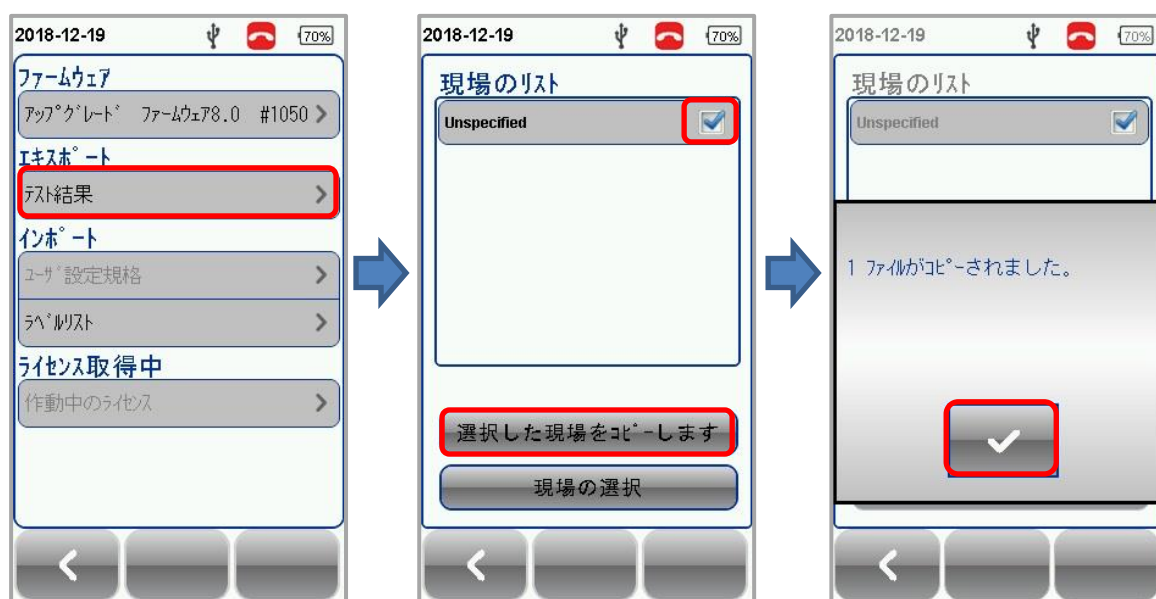 2018-12-19 70%
ファームウェア
アップグレード ファームウェア8.0 #1050
エキスポート
テスト結果
インポート
ユーザ設定規格
ラベルリスト
ライセンス取得中
作動中のライセンス
2018-12-19 70%
現場のリスト
Unspecified
選択した現場をコピーします
現場の選択
2018-12-19 70%
現場のリスト
Unspecified
1 ファイルがコピーされました。